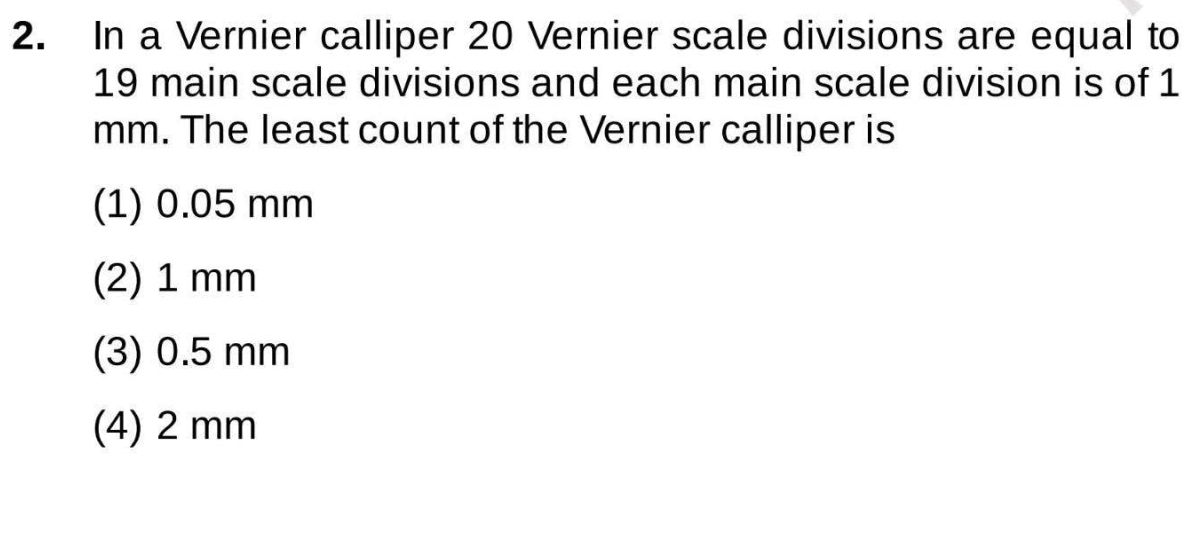 2. In a Vernier calliper 20 Vernier scale divisions are equal to
19 main scale divisions and each main scale division is of 1
mm. The least count of the Vernier calliper is
(1) 0.05 mm
(2) 1 mm
(3) 0.5 mm
(4) 2 mm